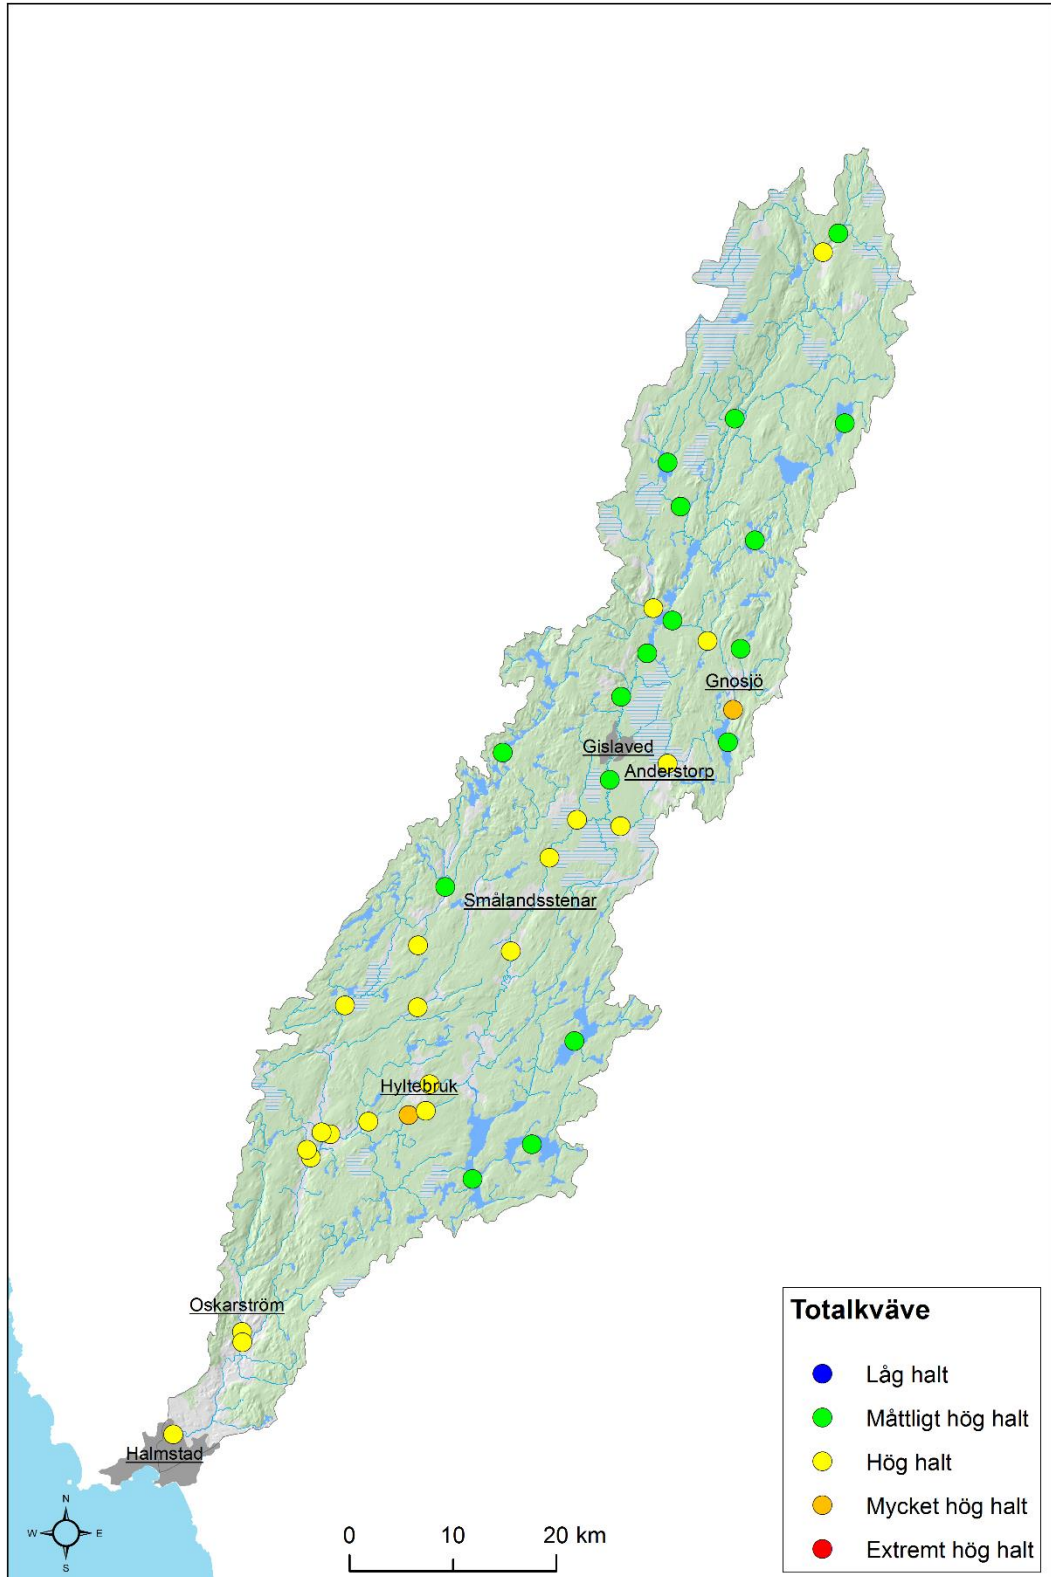 Gnosjö
Gislaved
Anderstorp
Smålandsstenar
Hyltebruk
Oskarström
Halmstad
Totalkväve
Låg halt
Måttligt hög halt
Hög halt
Mycket hög halt
Extremt hög halt
N
W E
S
0 10 20 km